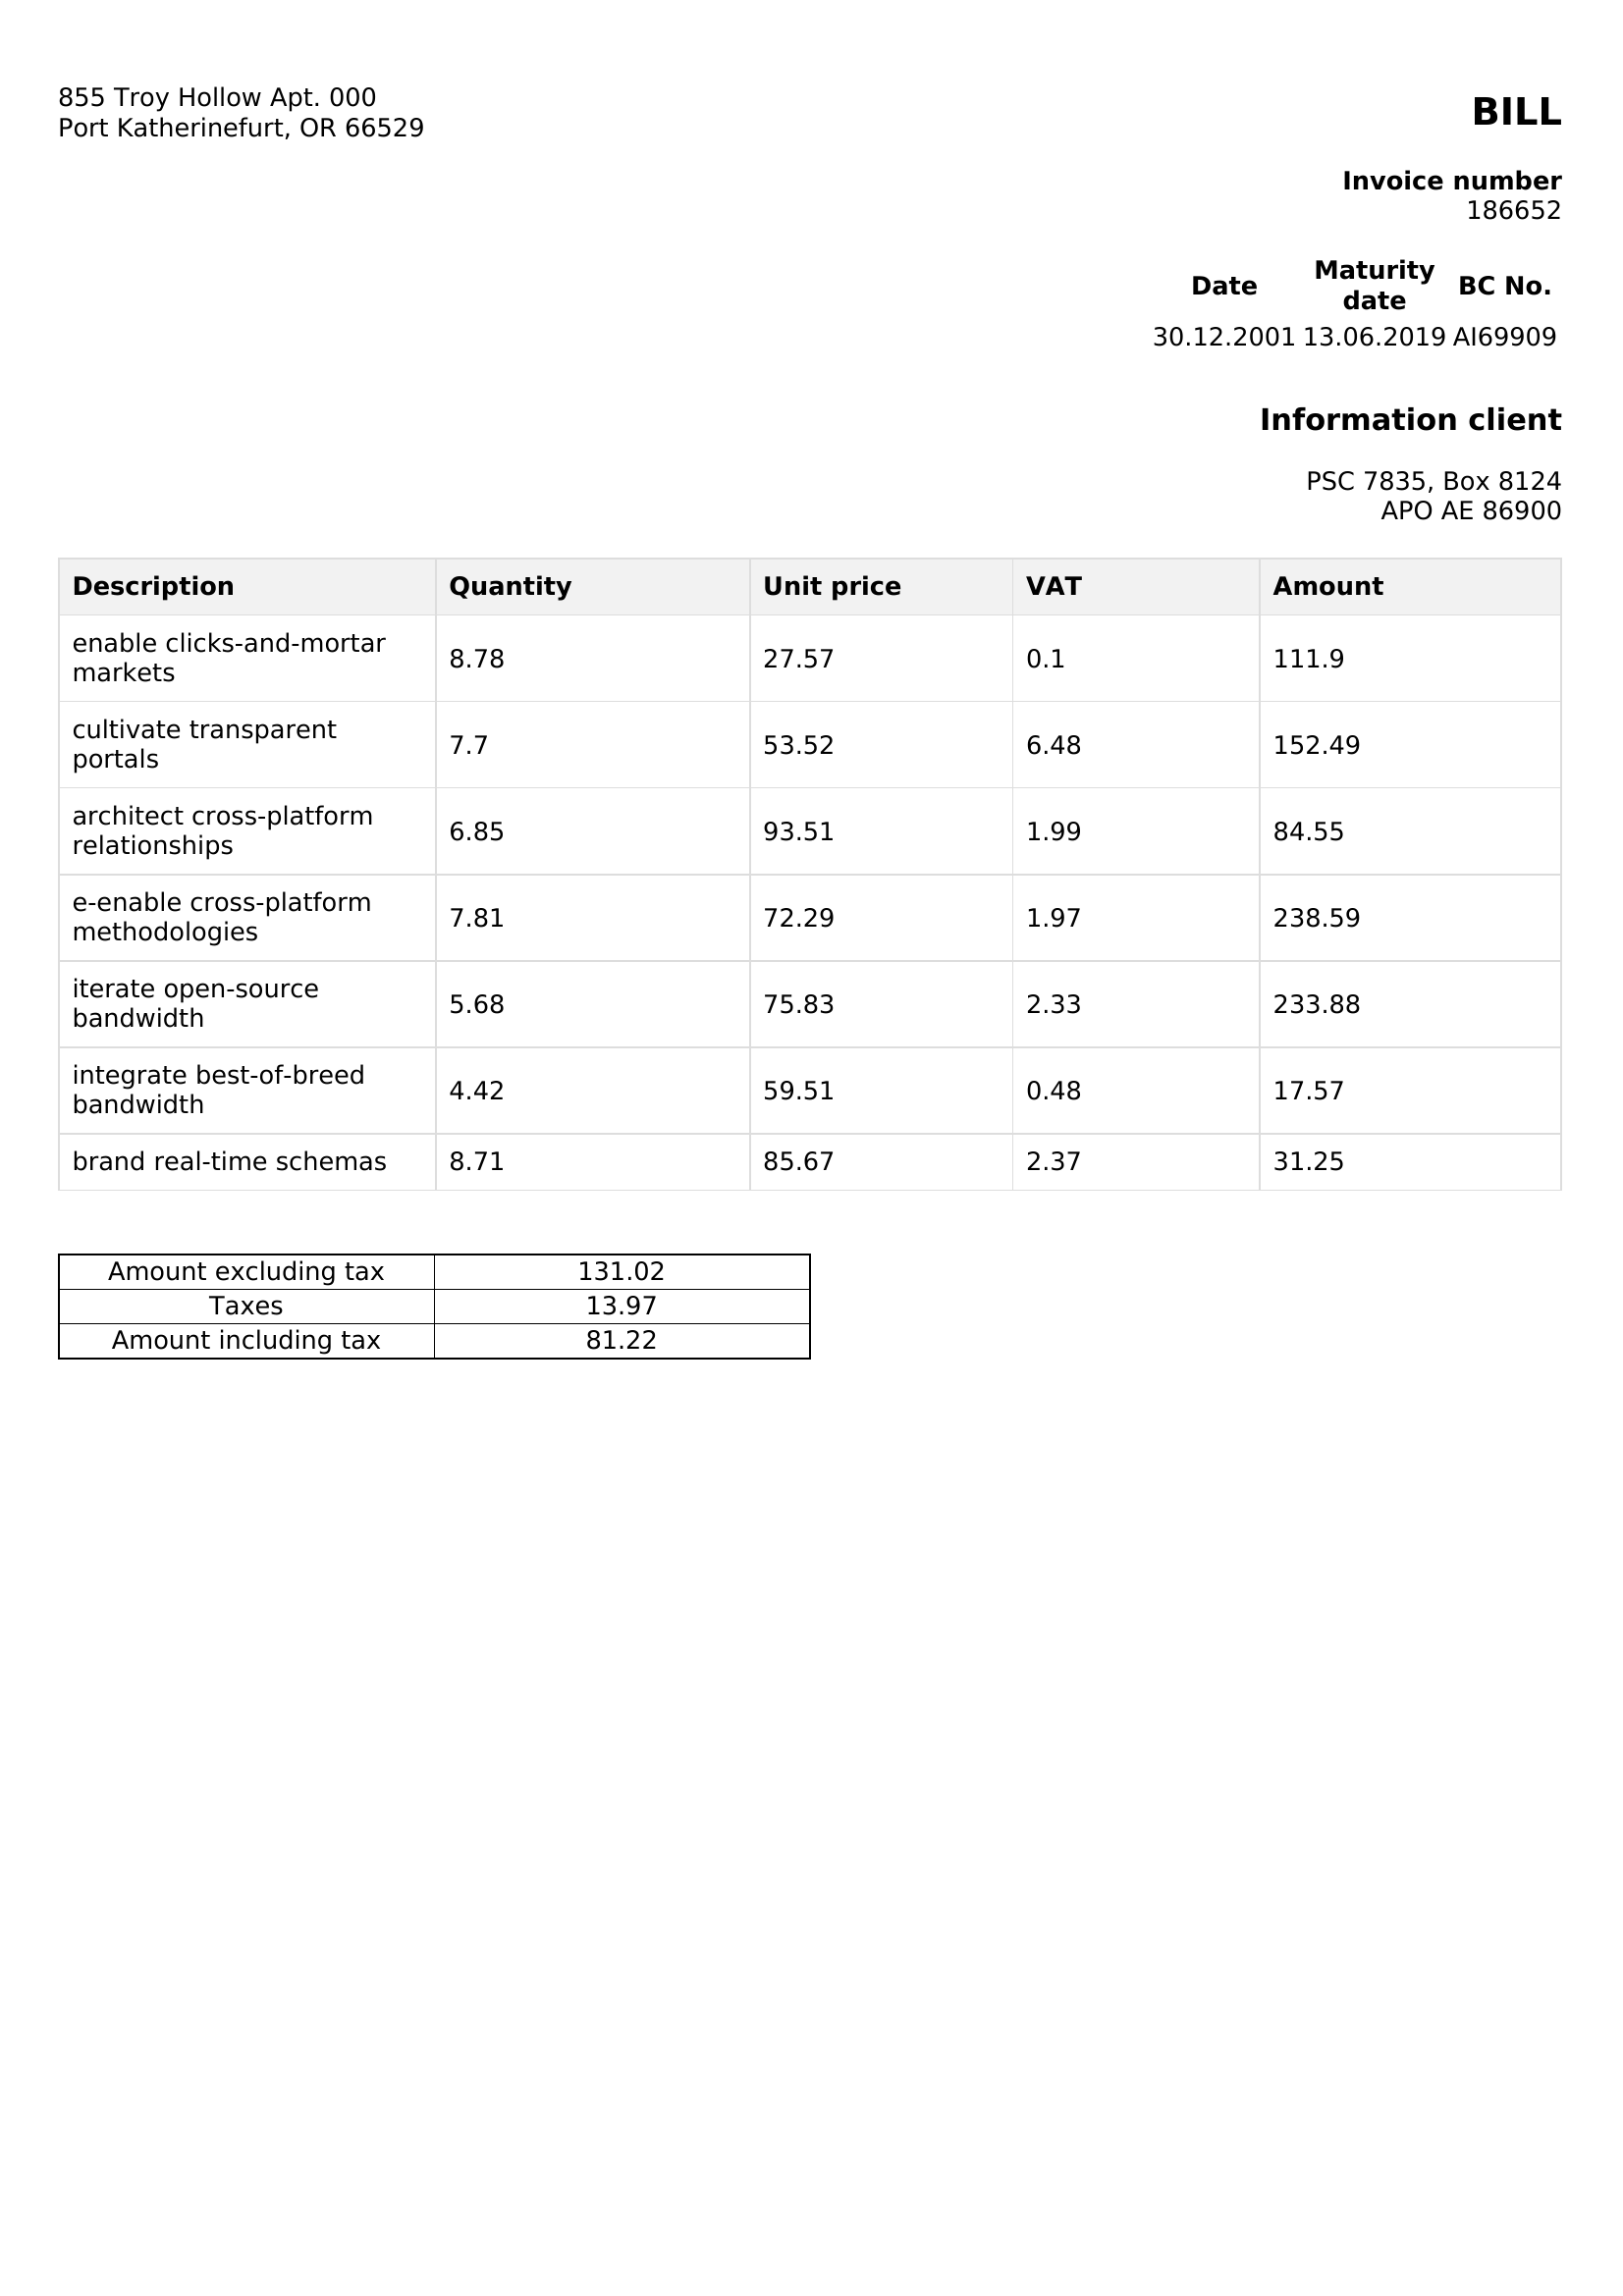 855 Troy Hollow Apt. 000
Port Katherinefurt, OR 66529
BILL
Invoice number
186652
Date Maturity date BC No.
30.12.2001 13.06.2019 AI69909
Information client
PSC 7835, Box 8124
APO AE 86900
Description Quantity Unit price VAT Amount
enable clicks-and-mortar
markets 8.78 27.57 0.1 111.9
cultivate transparent
portals 7.7 53.52 6.48 152.49
architect cross-platform
relationships 6.85 93.51 1.99 84.55
e-enable cross-platform
methodologies 7.81 72.29 1.97 238.59
iterate open-source
bandwidth 5.68 75.83 2.33 233.88
integrate best-of-breed
bandwidth 4.42 59.51 0.48 17.57
brand real-time schemas 8.71 85.67 2.37 31.25
Amount excluding tax 131.02
Taxes 13.97
Amount including tax 81.22